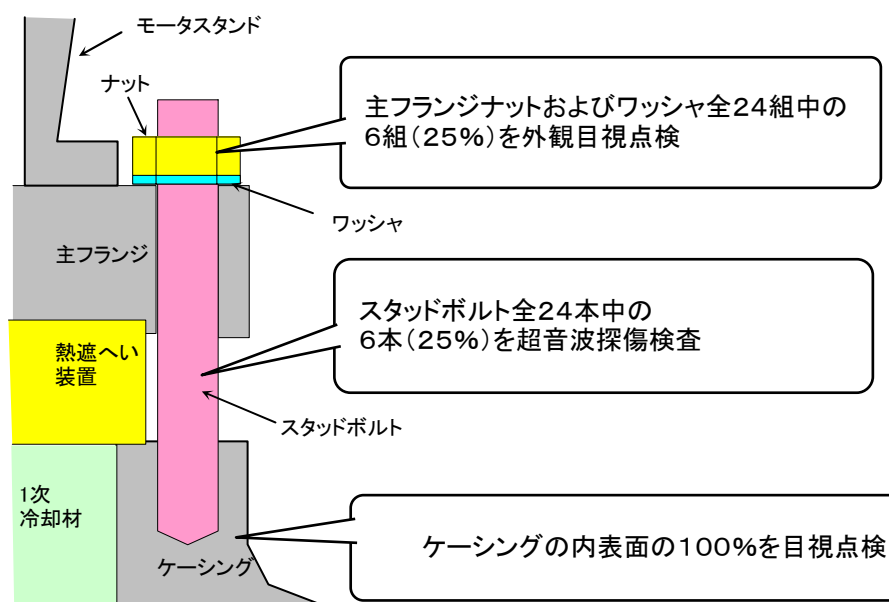 モータスタンド
ナット
主フランジナットおよびワッシャ全24組中の
6組(25%)を外観目視点検
ワッシャ
主フランジ
スタッドボルト全24本中の
6本(25%)を超音波探傷検査
熱遮へい
装置
スタッドボルト
1次
冷却材
ケーシングの内表面の100%を目視点検
ケーシング